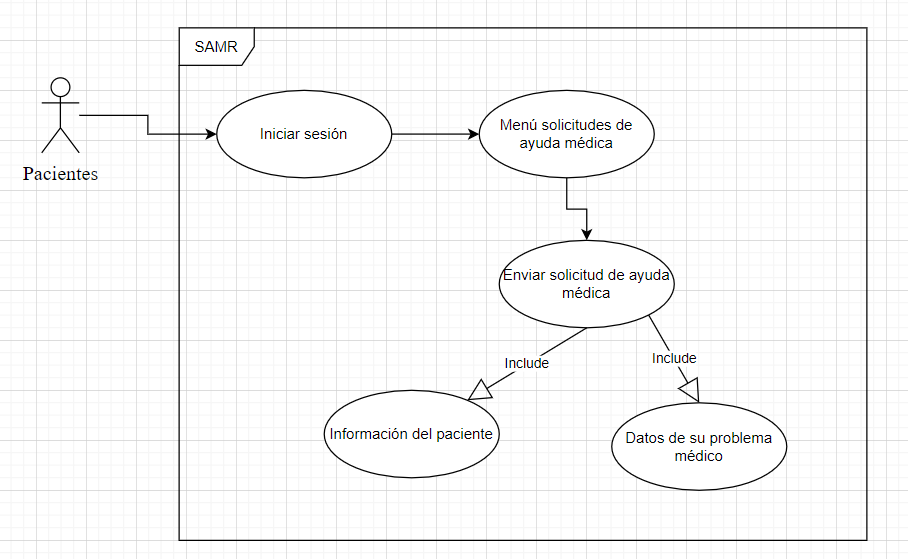 SAMR
Pacientes
Iniciar sesión
Menú solicitudes de
ayuda médica
Enviar solicitud de ayuda
médica
Include
Include
Información del paciente
Datos de su problema
médico